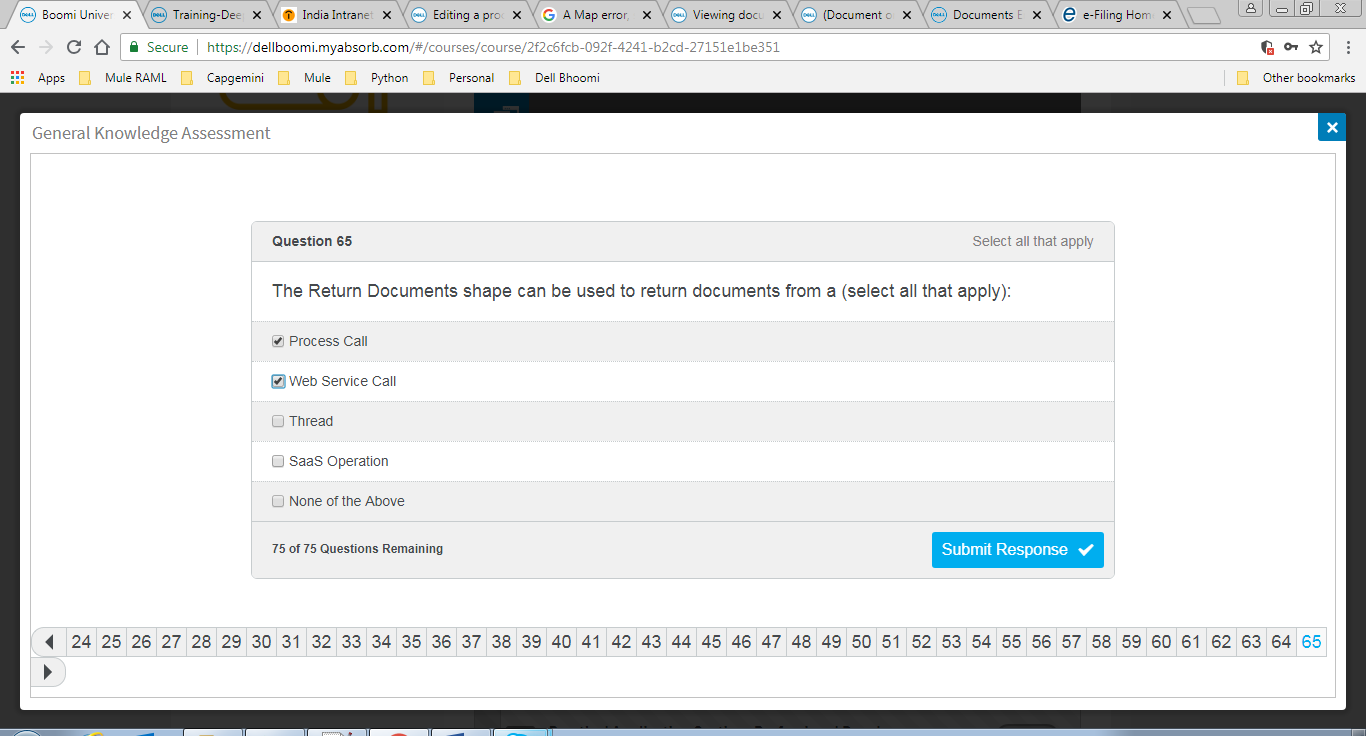 Boomi Univer
Training-Dee
India Intranet
Editing a pro
A Map error,
Viewing docu
(Document o
Documents E
e-Filing Hom
Secure
https://dellboomi.myabsorb.com/#/courses/course/2f2c6fcb-092f-4241-b2cd-27151e1be351
Apps
Mule RAML
Capgemini
Mule
Python
Personal
Dell Bhoomi
Other bookmarks
General Knowledge Assessment
Question 65
Select all that apply
The Return Documents shape can be used to return documents from a (select all that apply):
Process Call
Web Service Call
Thread
SaaS Operation
None of the Above
75 of 75 Questions Remaining
Submit Response
24 25 26 27 28 29 30 31 32 33 34 35 36 37 38 39 40 41 42 43 44 45 46 47 48 49 50 51 52 53 54 55 56 57 58 59 60 61 62 63 64 65